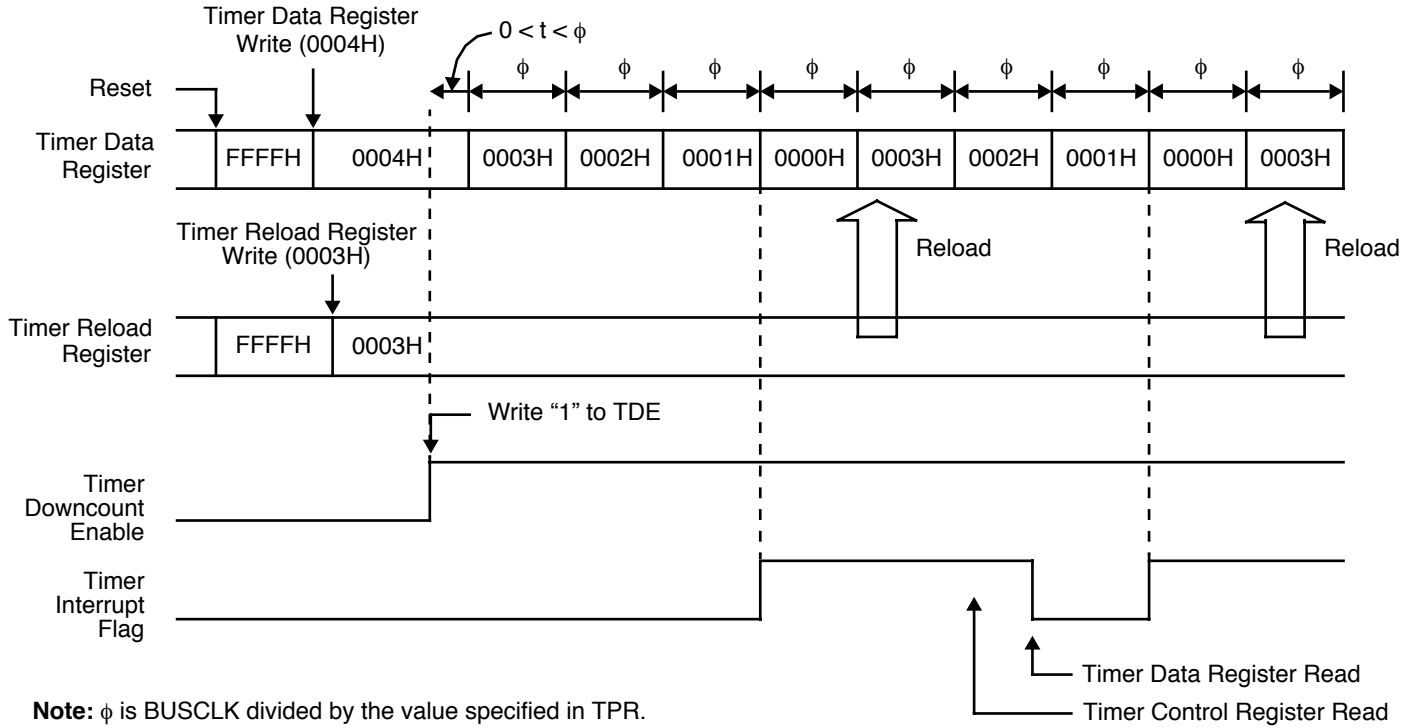 Timer Data Register
Write (0004H)
0 < t < ϕ
ϕ ϕ ϕ ϕ ϕ ϕ ϕ ϕ ϕ
Reset
Timer Data
Register
FFFFH 0004H 0003H 0002H 0001H 0000H 0003H 0002H 0001H 0000H 0003H
Timer Reload Register
Write (0003H)
Reload
Reload
Timer Reload
Register
FFFFH 0003H
Write “1” to TDE
Timer
Downcount
Enable
Timer
Interrupt
Flag
Timer Data Register Read
Timer Control Register Read
Note: ϕ is BUSCLK divided by the value specified in TPR.